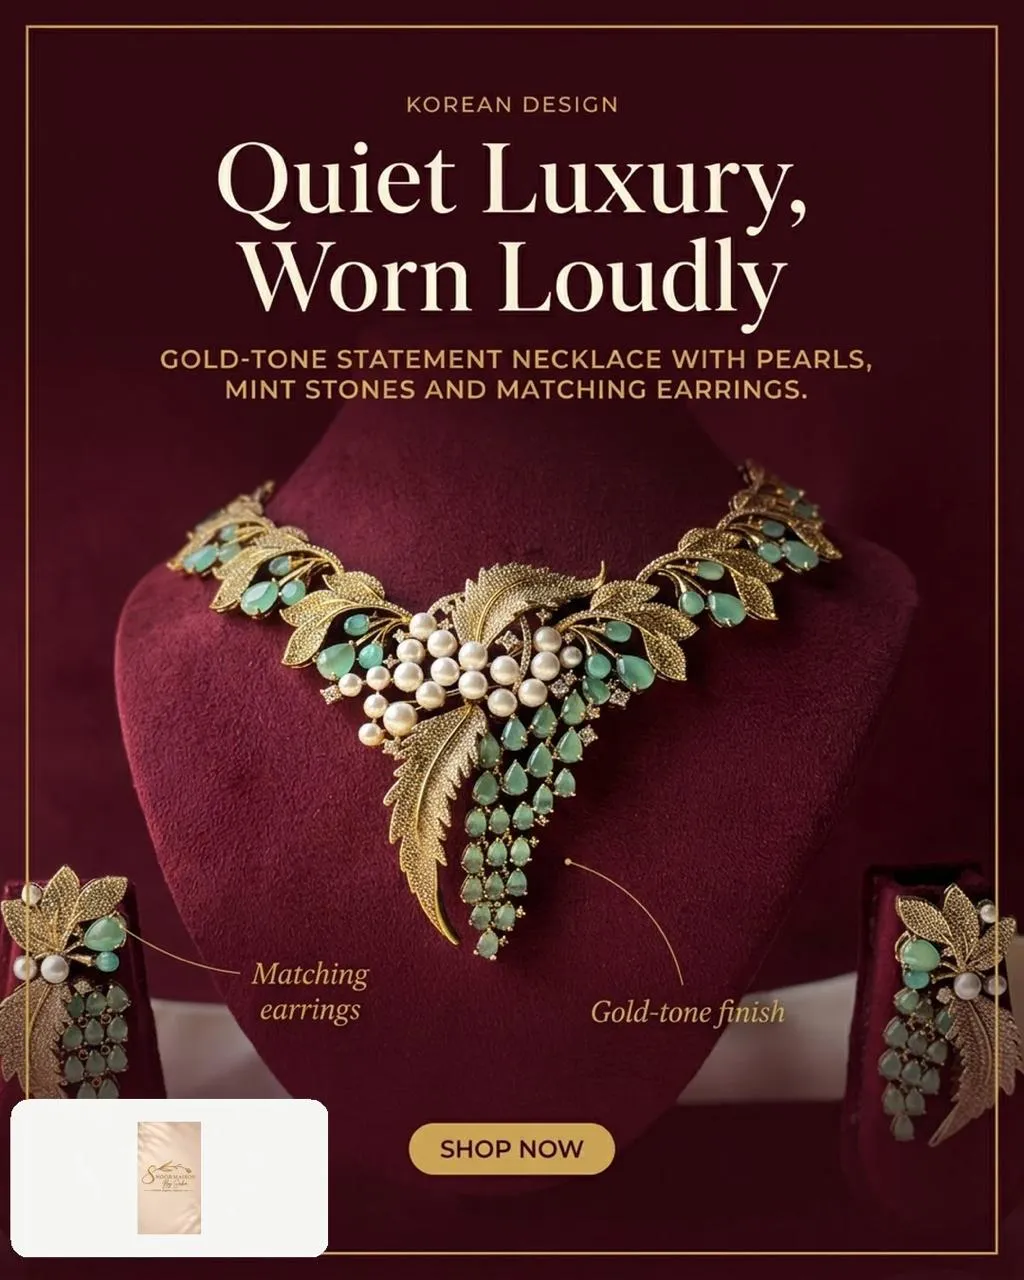 KOREAN DESIGN
Quiet Luxury,
Worn Loudly
GOLD-TONE STATEMENT NECKLACE WITH PEARLS,
MINT STONES AND MATCHING EARRINGS.
Matching
earrings
Gold-tone finish
SHOP NOW